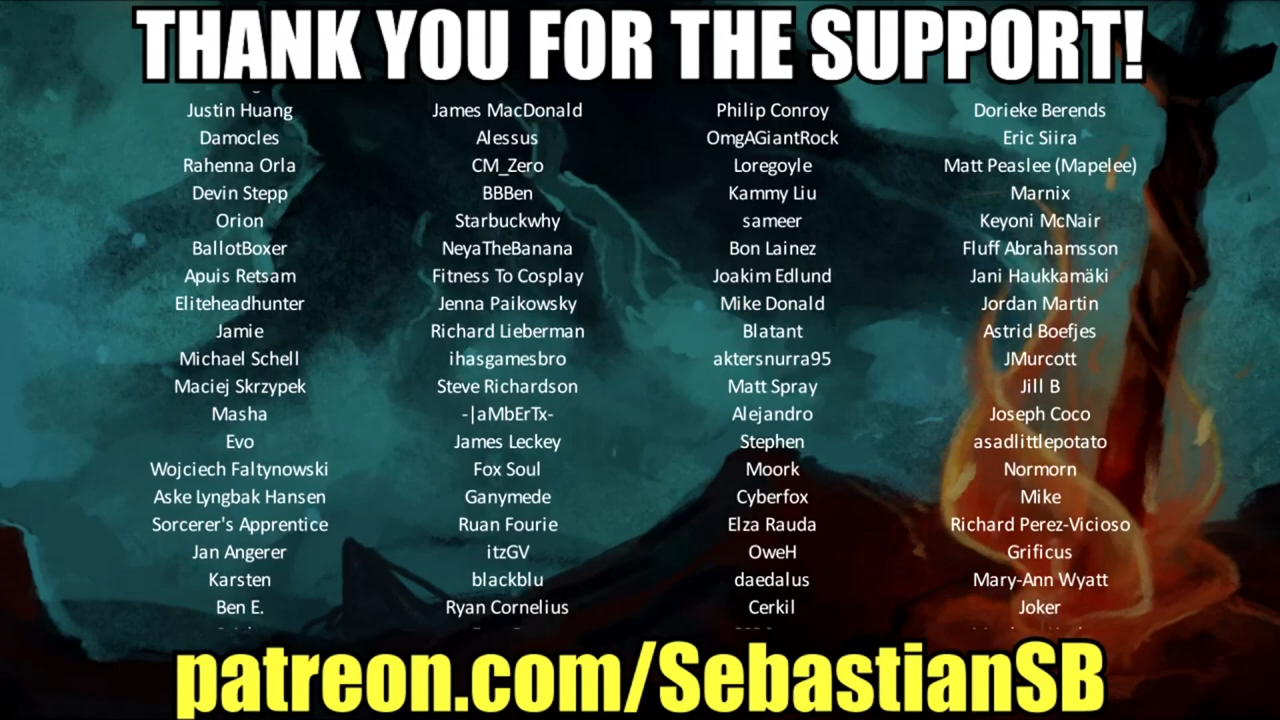 THANK YOU FOR THE SUPPORT!
Justin Huang James MacDonald Philip Conroy Dorieke Berends
Damocles Alessus OmgAGiantRock Eric Siira
Rahenna Orla CM_Zero Loregoyle Matt Peaslee (Mapelee)
Devin Stepp BBBen Kammy Liu Marnix
Orion Starbuckwhy sameer Keyoni McNair
BallotBoxer NeyaTheBanana Bon Lainez Fluff Abrahamsson
Apuis Retsam Fitness To Cosplay Joakim Edlund Jani Haukkamäki
Eliteheadhunter Jenna Paikowsky Mike Donald Jordan Martin
Jamie Richard Lieberman Blatant Astrid Boefjes
Michael Schell ihasgamesbro aktersnurra95 JMurcott
Maciej Skrzypek Steve Richardson Matt Spray Jill B
Masha -|aMbErTx- Alejandro Joseph Coco
Evo James Leckey Stephen asadlittlepotato
Wojciech Faltynowski Fox Soul Moork Normorn
Aske Lyngbak Hansen Ganymede Cyberfox Mike
Sorcerer's Apprentice Ruan Fourie Elza Rauda Richard Perez-Vicioso
Jan Angerer itzGV OweH Grificus
Karsten blackblu daedalus Mary-Ann Wyatt
Ben E. Ryan Cornelius Cerkil Joker
patreon.com/SebastianSB